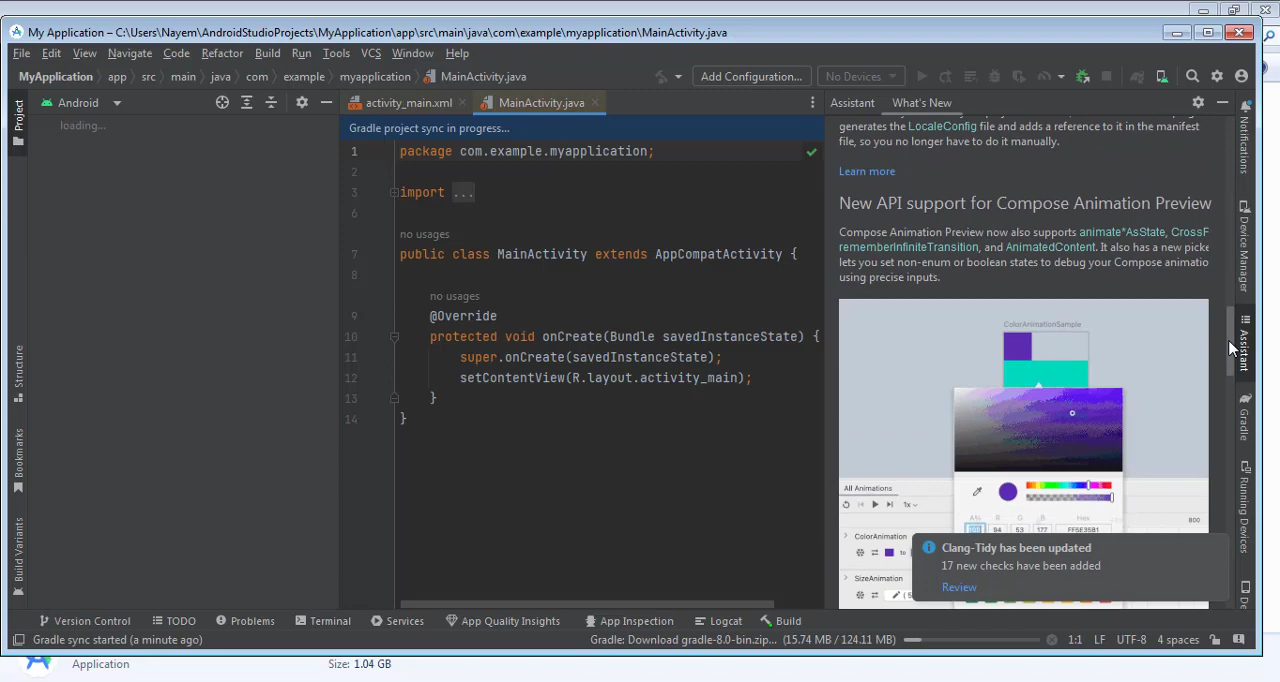 My Application – C:\Users\Nayem\AndroidStudioProjects\MyApplication\app\src\main\java\com\example\myapplication\MainActivity.java
File Edit View Navigate Code Refactor Build Run Tools VCS Window Help
MyApplication app src main java com example myapplication MainActivity.java
Add Configuration...
No Devices
Project
Android
loading...
Structure
Bookmarks
Build Variants
activity_main.xml
MainActivity.java
Gradle project sync in progress...
1 package com.example.myapplication;
2
3 import ...
6
no usages
7 public class MainActivity extends AppCompatActivity {
8
no usages
9 @Override
10 protected void onCreate(Bundle savedInstanceState) {
11 super.onCreate(savedInstanceState);
12 setContentView(R.layout.activity_main);
13 }
14 }
Assistant What's New
generates the LocaleConfig file and adds a reference to it in the manifest
file, so you no longer have to do it manually.
Learn more
New API support for Compose Animation Preview
Compose Animation Preview now also supports animate*AsState, CrossF
rememberInfiniteTransition, and AnimatedContent. It also has a new picke
lets you set non-enum or boolean states to debug your Compose animatio
using precise inputs.
ColorAnimationSample
All Animations
1x
800
A% R G B Hex
94 53 177 FF5E35B1
ColorAnimation
to
SizeAnimation
Clang-Tidy has been updated
17 new checks have been added
Review
Notifications
Device Manager
Assistant
Gradle
Running Devices
Version Control TODO Problems Terminal Services App Quality Insights App Inspection Logcat Build
Gradle sync started (a minute ago)
Gradle: Download gradle-8.0-bin.zip... (15.74 MB / 124.11 MB)
1:1 LF UTF-8 4 spaces
Application
Size: 1.04 GB